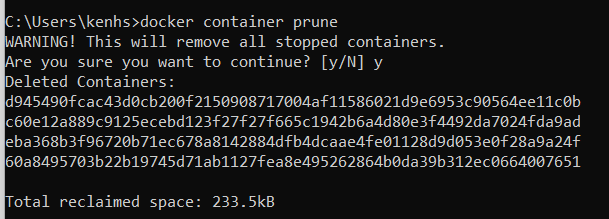 C:\Users\kenhs>docker container prune
WARNING! This will remove all stopped containers.
Are you sure you want to continue? [y/N] y
Deleted Containers:
d945490fcac43d0cb200f2150908717004af11586021d9e6953c90564ee11c0b
c60e12a889c9125ecebd123f27f27f665c1942b6a4d80e3f4492da7024fda9ad
eba368b3f96720b71ec678a8142884dfb4dcaae4fe01128d9d053e0f28a9a24f
60a8495703b22b19745d71ab1127fea8e495262864b0da39b312ec0664007651
Total reclaimed space: 233.5kB